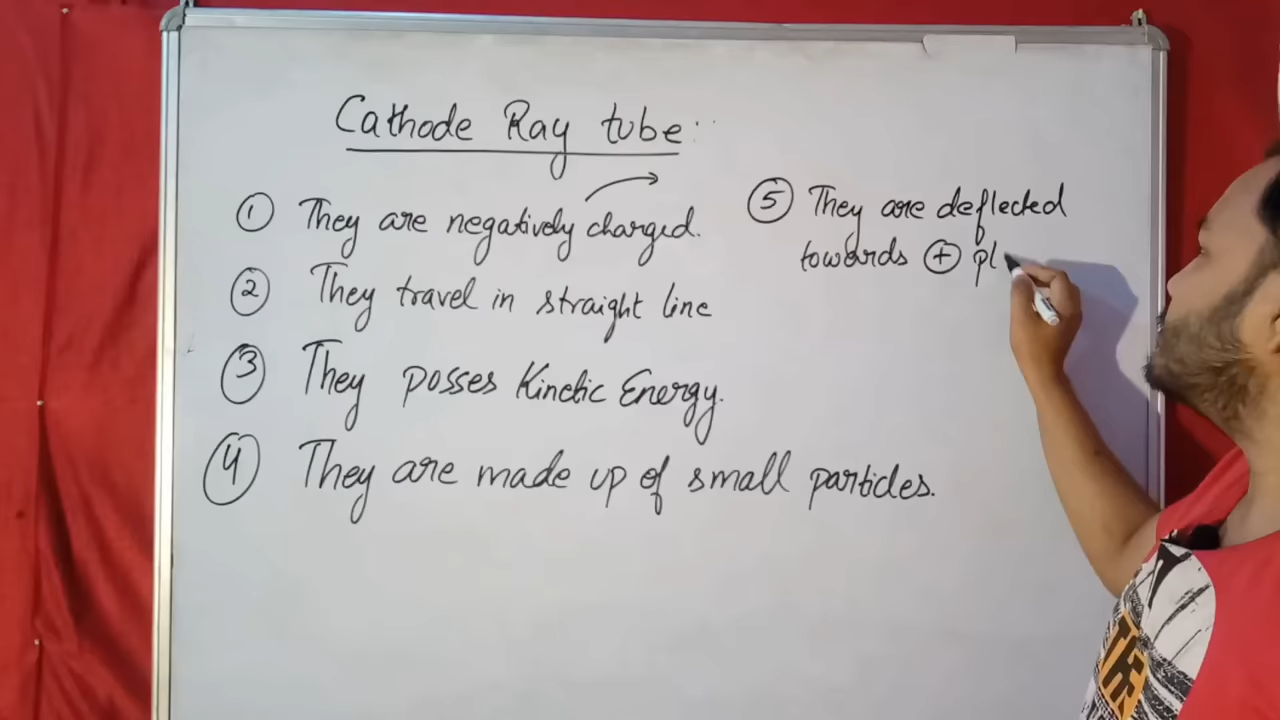 Cathode Ray tube:
① They are negatively charged.
② They travel in straight line
③ They posses Kinetic Energy.
④ They are made up of small particles.
⑤ They are deflected
towards ⊕ pl